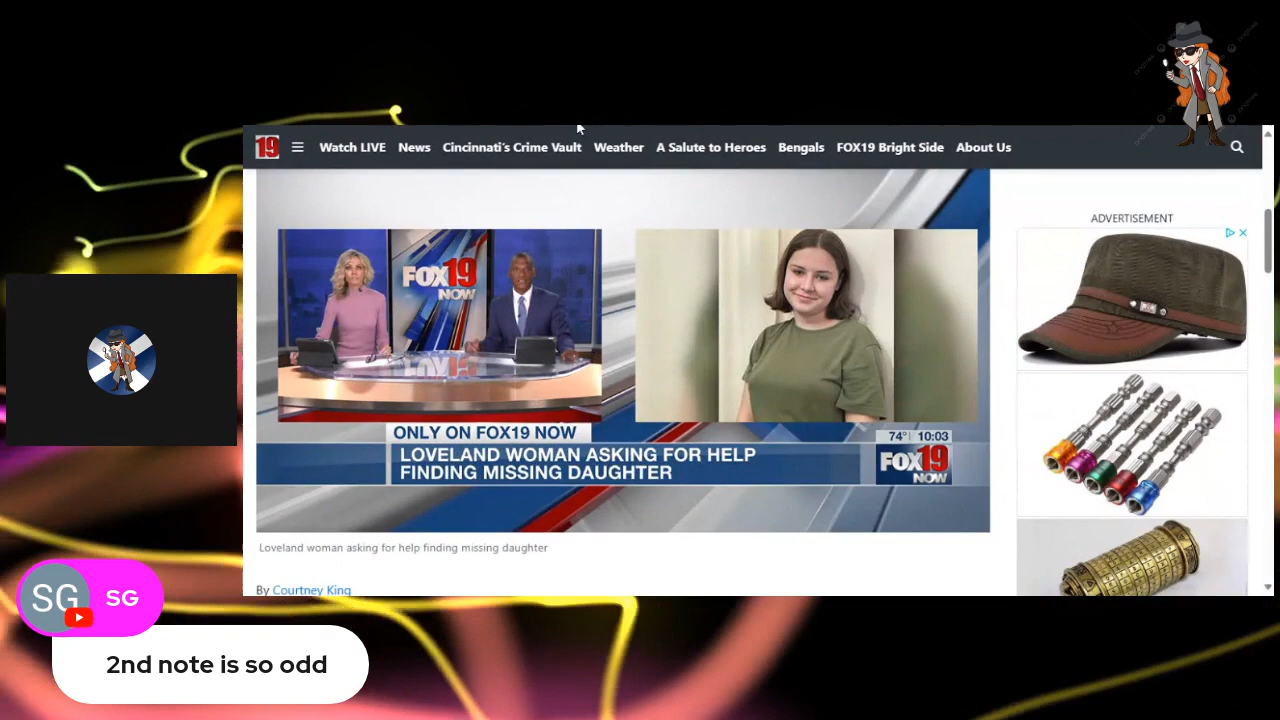 19
Watch LIVE News Cincinnati's Crime Vault Weather A Salute to Heroes Bengals FOX19 Bright Side About Us
ADVERTISEMENT
FOX19
NOW
ONLY ON FOX19 NOW
74° 10:03
LOVELAND WOMAN ASKING FOR HELP
FINDING MISSING DAUGHTER
FOX19
NOW
Loveland woman asking for help finding missing daughter
By Courtney King
SG SG
2nd note is so odd